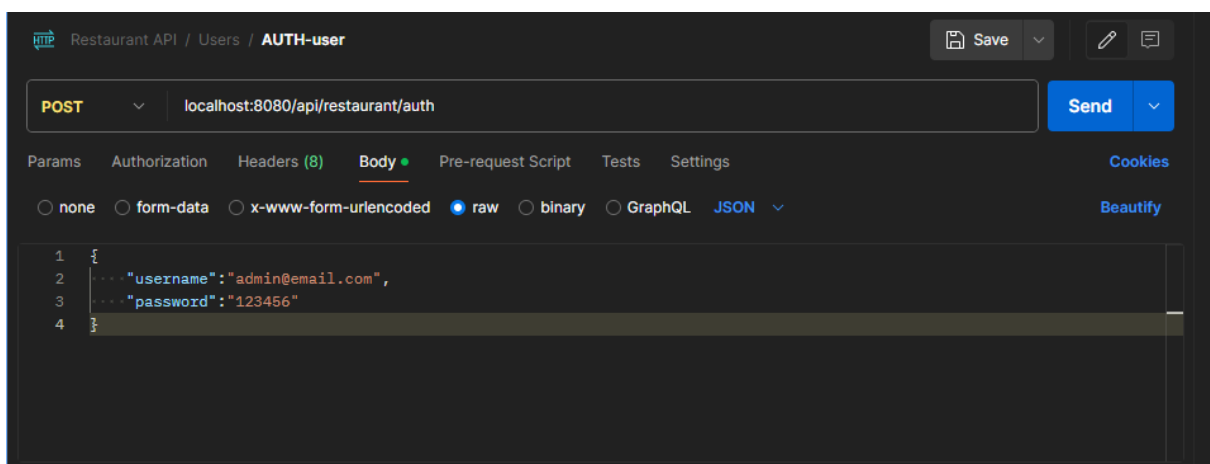 HTTP Restaurant API / Users / AUTH-user Save
POST localhost:8080/api/restaurant/auth Send
Params Authorization Headers (8) Body Pre-request Script Tests Settings Cookies
none form-data x-www-form-urlencoded raw binary GraphQL JSON Beautify
1 {
2 ····"username":"admin@email.com",
3 ····"password":"123456"
4 }